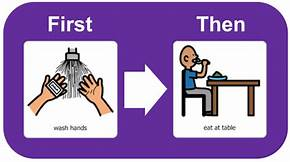 First
Then
wash hands
eat at table